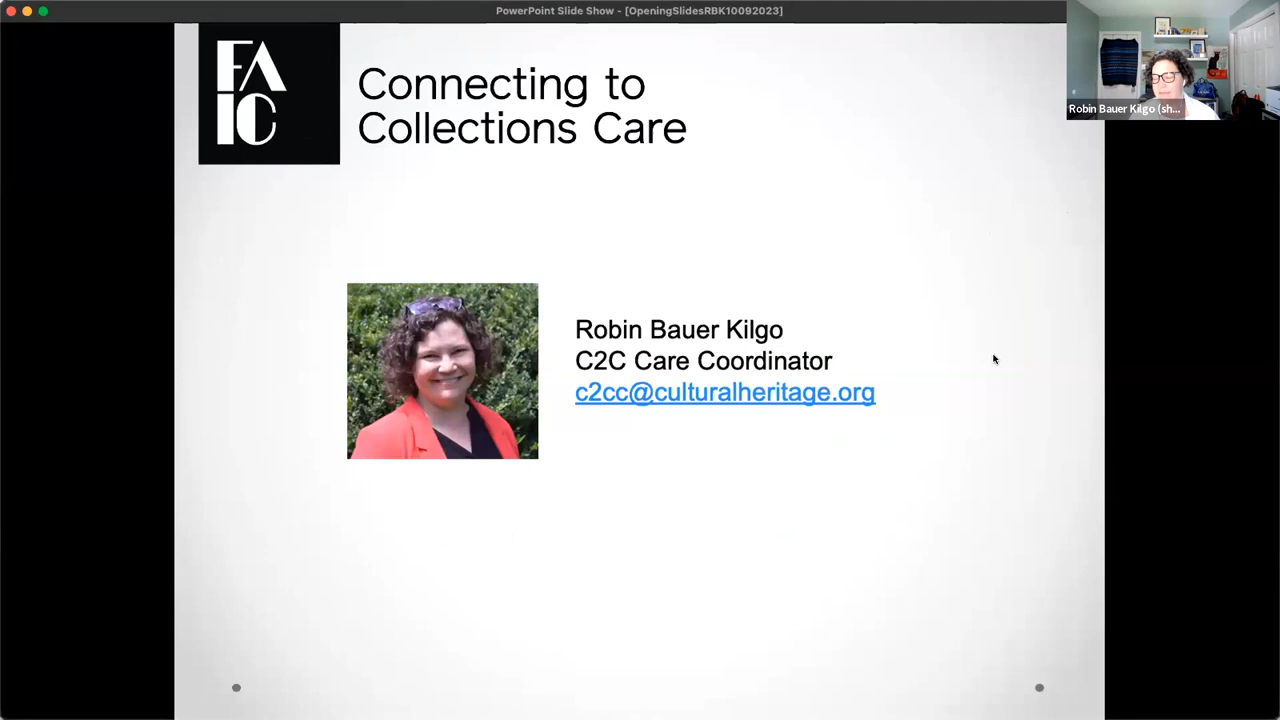 PowerPoint Slide Show - [OpeningSlidesRBK10092023]
FA
IC
Connecting to
Collections Care
Robin Bauer Kilgo (sh...
Robin Bauer Kilgo
C2C Care Coordinator
c2cc@culturalheritage.org